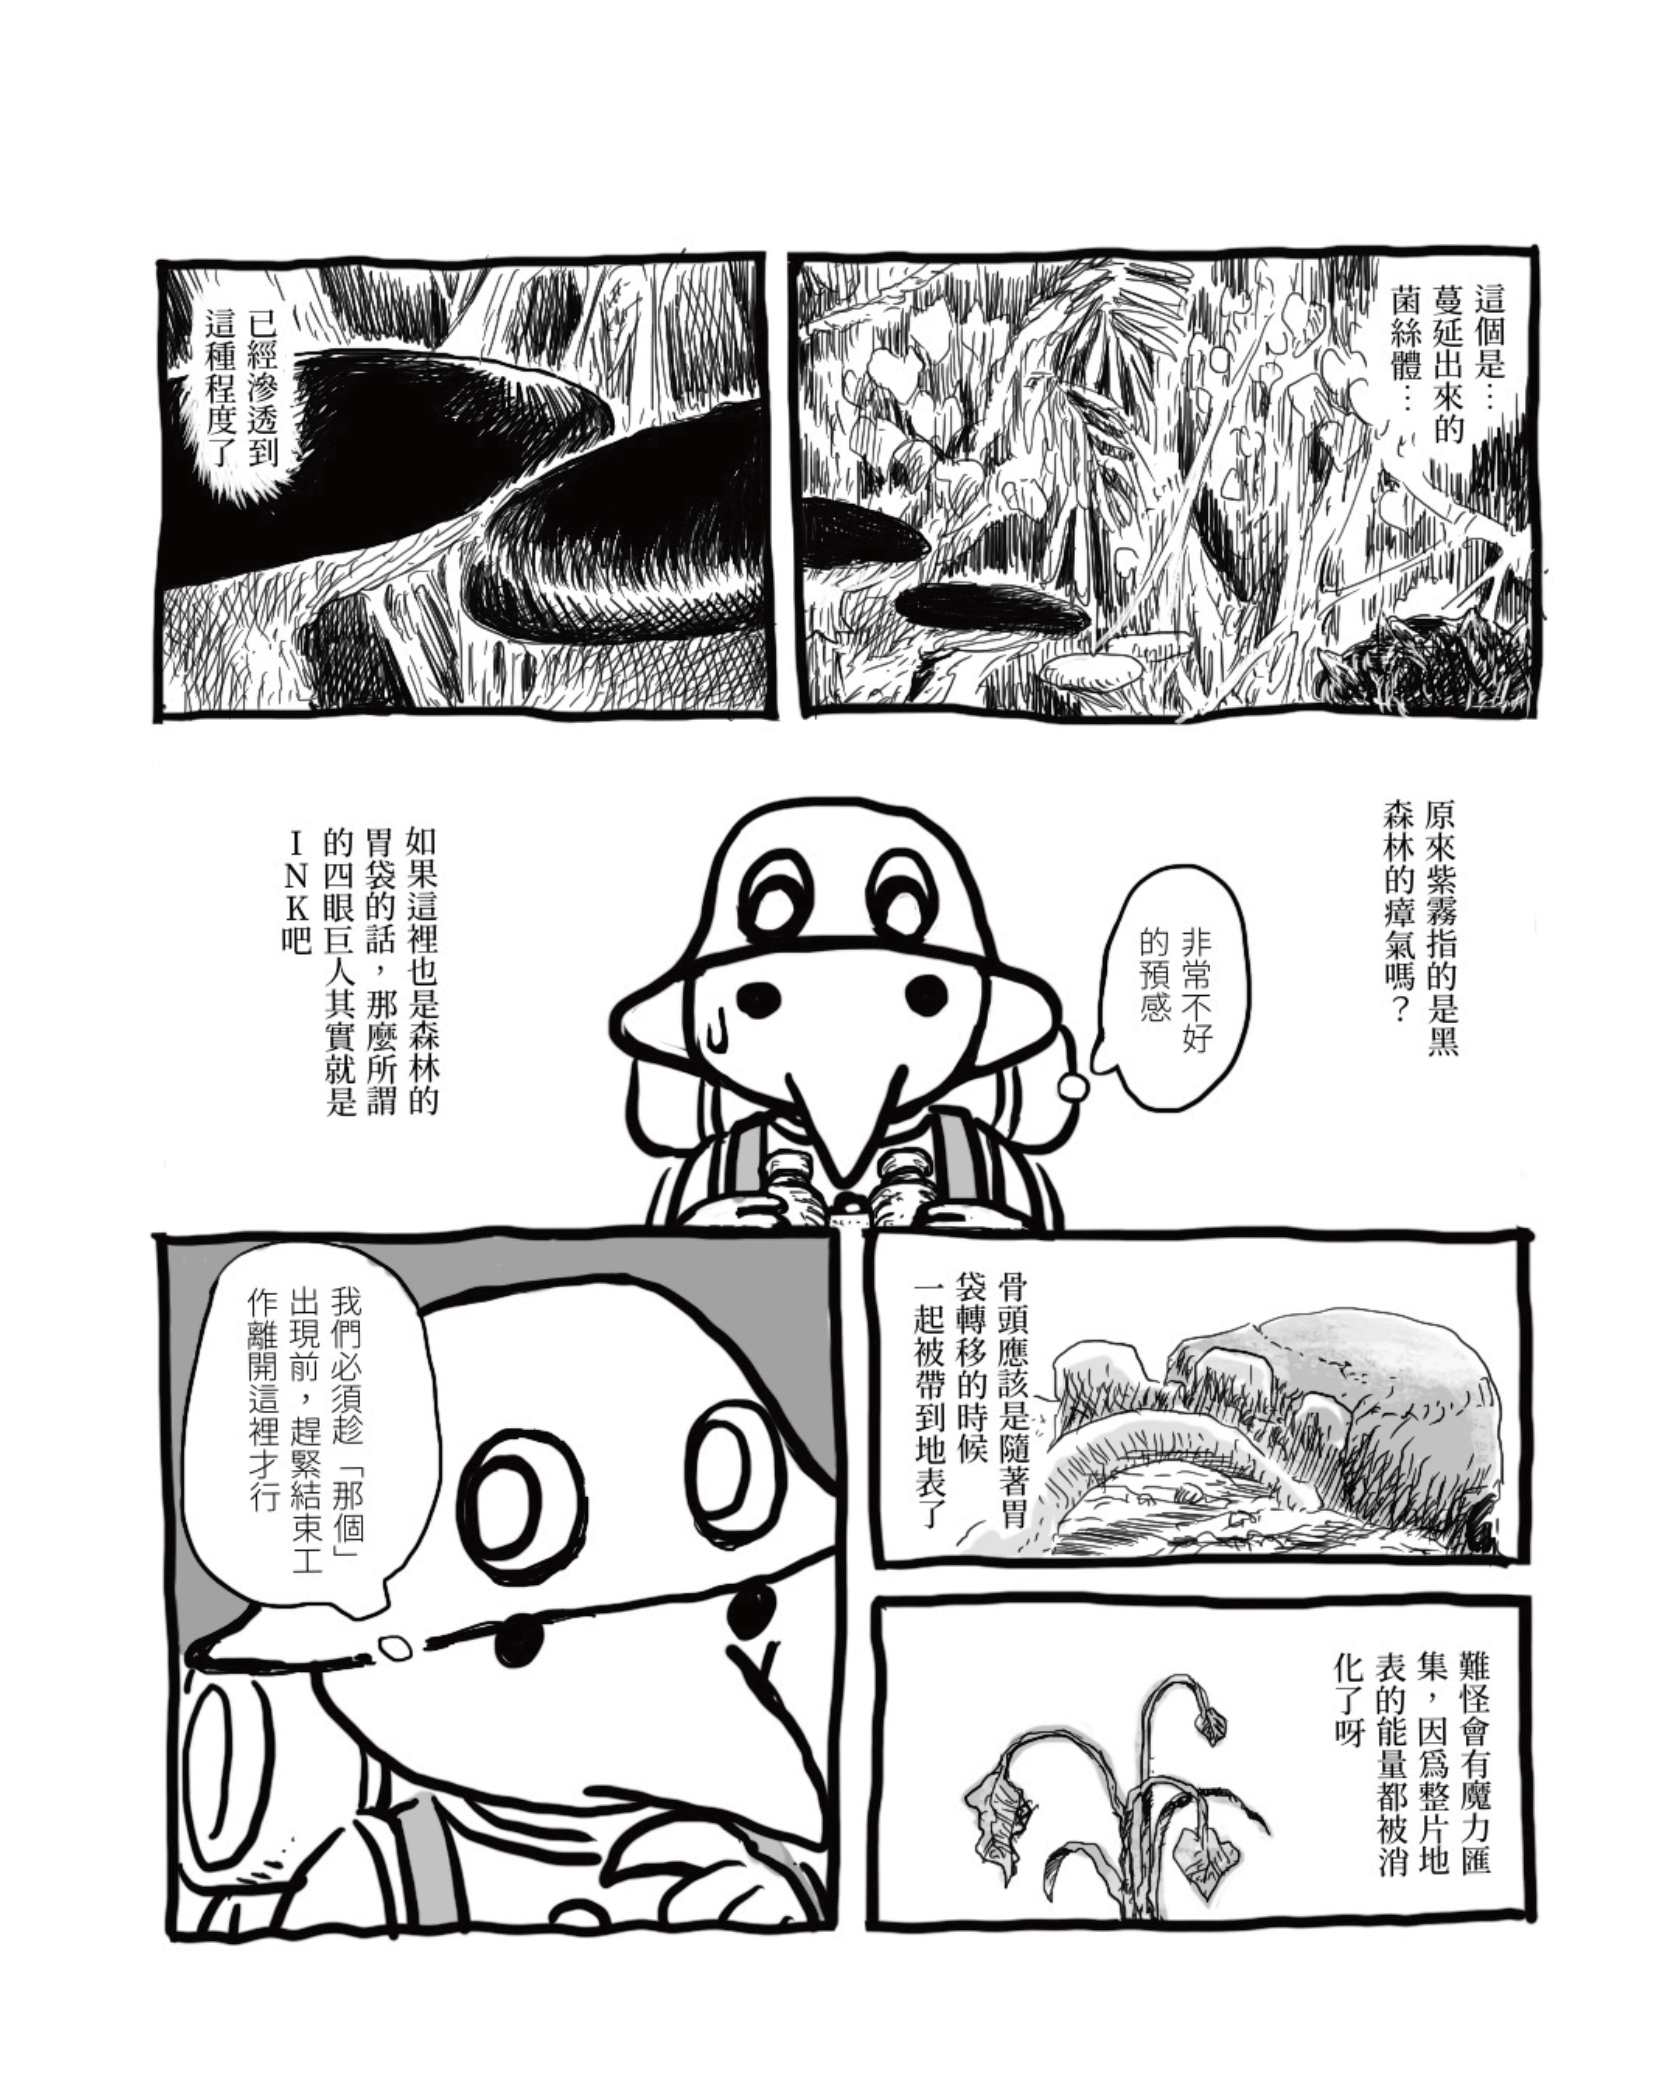 這個是…
蔓延出來的
菌絲體…
已經滲透到
這種程度了
原來紫霧指的是黑
森林的瘴氣嗎？
非常不好
的預感
如果這裡也是森林的
胃袋的話，那麼所謂
的四眼巨人其實就是
INK吧
骨頭應該是隨著胃
袋轉移的時候
一起被帶到地表了
難怪會有魔力匯
集，因爲整片地
表的能量都被消
化了呀
我們必須趁「那個」
出現前，趕緊結束工
作離開這裡才行